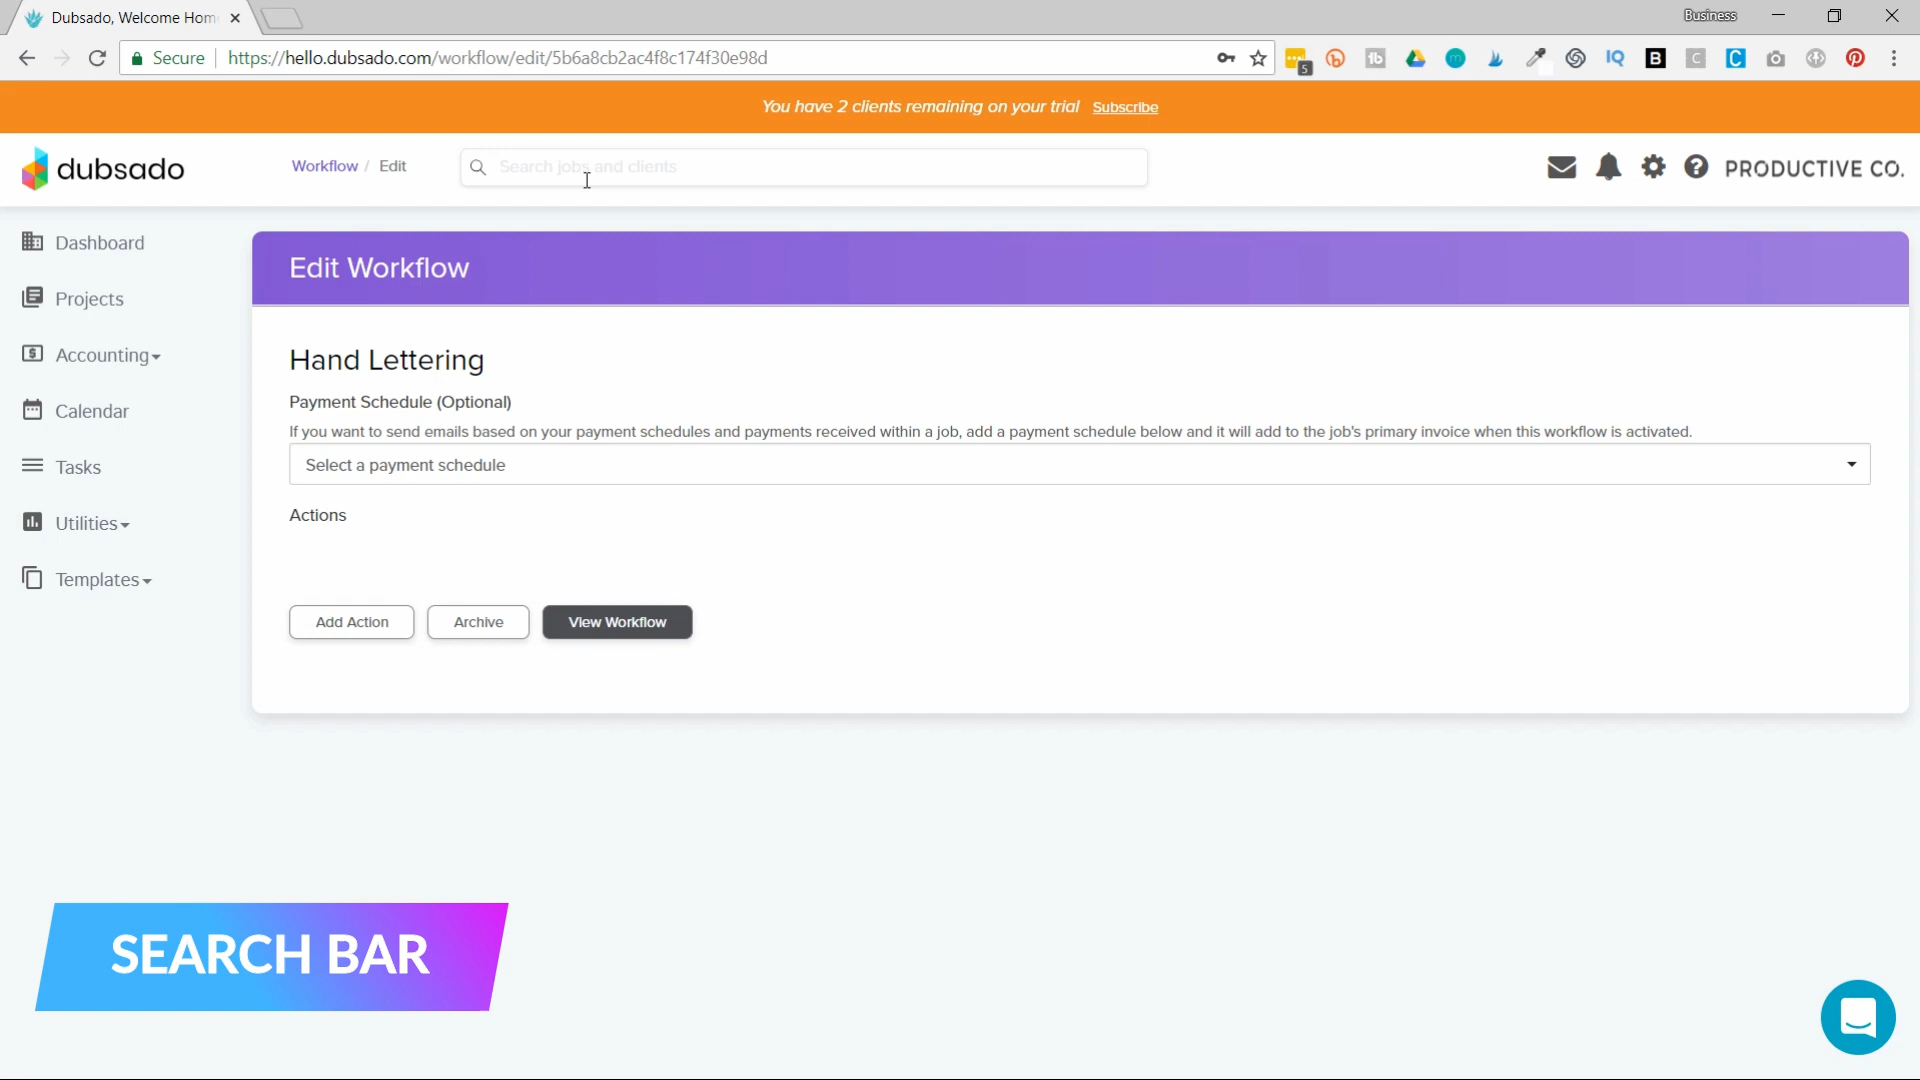 Dubsado, Welcome Hom
Business
Secure
https://hello.dubsado.com/workflow/edit/5b6a8cb2ac4f8c174f30e98d
5
b
tb
m
IQ
B
C
C
You have 2 clients remaining on your trial Subscribe
dubsado
Workflow / Edit
Search jobs and clients
PRODUCTIVE CO.
Dashboard
Projects
Accounting
Calendar
Tasks
Utilities
Templates
Edit Workflow
Hand Lettering
Payment Schedule (Optional)
If you want to send emails based on your payment schedules and payments received within a job, add a payment schedule below and it will add to the job's primary invoice when this workflow is activated.
Select a payment schedule
Actions
Add Action
Archive
View Workflow
SEARCH BAR